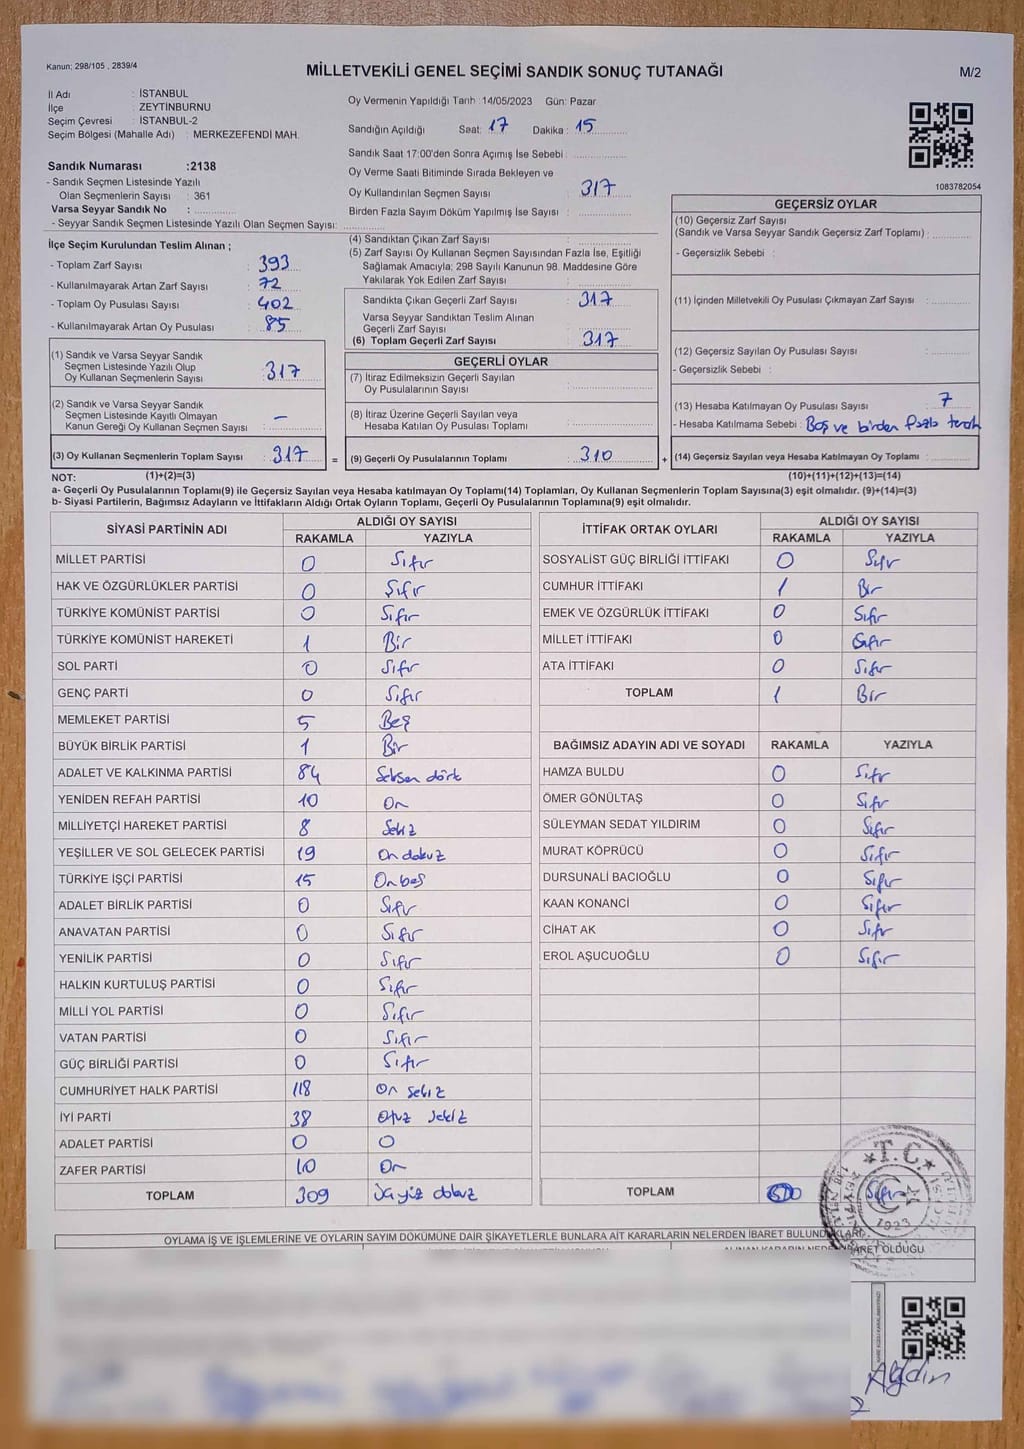 Kanun: 298/105 , 2839/4
MİLLETVEKİLİ GENEL SEÇİMİ SANDIK SONUÇ TUTANAĞI
M/2
İl Adı : İSTANBUL
İlçe : ZEYTİNBURNU
Seçim Çevresi : İSTANBUL-2
Seçim Bölgesi (Mahalle Adı) : MERKEZEFENDİ MAH.
Sandık Numarası :2138
- Sandık Seçmen Listesinde Yazılı
Olan Seçmenlerin Sayısı : 361
Varsa Seyyar Sandık No :
- Seyyar Sandık Seçmen Listesinde Yazılı Olan Seçmen Sayısı:
Oy Vermenin Yapıldığı Tarih :14/05/2023 Gün: Pazar
Sandığın Açıldığı Saat: 17 Dakika : 15
Sandık Saat 17:00'den Sonra Açımış İse Sebebi :
Oy Verme Saati Bitiminde Sırada Bekleyen ve
Oy Kullandırılan Seçmen Sayısı : 317
Birden Fazla Sayım Döküm Yapılmış İse Sayısı :
1083782054
İlçe Seçim Kurulundan Teslim Alınan ;
- Toplam Zarf Sayısı : 393
- Kullanılmayarak Artan Zarf Sayısı : 72
- Toplam Oy Pusulası Sayısı : 402
- Kullanılmayarak Artan Oy Pusulası : 85
(4) Sandıktan Çıkan Zarf Sayısı :
(5) Zarf Sayısı Oy Kullanan Seçmen Sayısından Fazla İse, Eşitliği
Sağlamak Amacıyla; 298 Sayılı Kanunun 98. Maddesine Göre
Yakılarak Yok Edilen Zarf Sayısı :
Sandıkta Çıkan Geçerli Zarf Sayısı : 317
Varsa Seyyar Sandıktan Teslim Alınan
Geçerli Zarf Sayısı :
(6) Toplam Geçerli Zarf Sayısı : 317
GEÇERSİZ OYLAR
(10) Geçersiz Zarf Sayısı
(Sandık ve Varsa Seyyar Sandık Geçersiz Zarf Toplamı) :
- Geçersizlik Sebebi :
(11) İçinden Milletvekili Oy Pusulası Çıkmayan Zarf Sayısı :
(12) Geçersiz Sayılan Oy Pusulası Sayısı :
- Geçersizlik Sebebi :
(13) Hesaba Katılmayan Oy Pusulası Sayısı : 7
- Hesaba Katılmama Sebebi : Boş ve birden fazla tercih
(14) Geçersiz Sayılan veya Hesaba Katılmayan Oy Toplamı :
(1) Sandık ve Varsa Seyyar Sandık
Seçmen Listesinde Yazılı Olup
Oy Kullanan Seçmenlerin Sayısı : 317
(2) Sandık ve Varsa Seyyar Sandık
Seçmen Listesinde Kayıtlı Olmayan
Kanun Gereği Oy Kullanan Seçmen Sayısı : —
(3) Oy Kullanan Seçmenlerin Toplam Sayısı : 317 =
GEÇERLİ OYLAR
(7) İtiraz Edilmeksizin Geçerli Sayılan
Oy Pusulalarının Sayısı :
(8) İtiraz Üzerine Geçerli Sayılan veya
Hesaba Katılan Oy Pusulası Toplamı :
(9) Geçerli Oy Pusulalarının Toplamı : 310 +
NOT: (1)+(2)=(3)
(10)+(11)+(12)+(13)=(14)
a- Geçerli Oy Pusulalarının Toplamı(9) ile Geçersiz Sayılan veya Hesaba katılmayan Oy Toplamı(14) Toplamları, Oy Kullanan Seçmenlerin Toplam Sayısına(3) eşit olmalıdır. (9)+(14)=(3)
b- Siyasi Partilerin, Bağımsız Adayların ve İttifakların Aldığı Ortak Oyların Toplamı, Geçerli Oy Pusulalarının Toplamına(9) eşit olmalıdır.
SİYASİ PARTİNİN ADI ALDIĞI OY SAYISI
RAKAMLA YAZIYLA
MİLLET PARTİSİ 0 Sıfır
HAK VE ÖZGÜRLÜKLER PARTİSİ 0 Sıfır
TÜRKİYE KOMÜNİST PARTİSİ 0 Sıfır
TÜRKİYE KOMÜNİST HAREKETİ 1 Bir
SOL PARTİ 0 Sıfır
GENÇ PARTİ 0 Sıfır
MEMLEKET PARTİSİ 5 Beş
BÜYÜK BİRLİK PARTİSİ 1 Bir
ADALET VE KALKINMA PARTİSİ 84 Seksen dört
YENİDEN REFAH PARTİSİ 10 On
MİLLİYETÇİ HAREKET PARTİSİ 8 Sekiz
YEŞİLLER VE SOL GELECEK PARTİSİ 19 On dokuz
TÜRKİYE İŞÇİ PARTİSİ 15 On beş
ADALET BİRLİK PARTİSİ 0 Sıfır
ANAVATAN PARTİSİ 0 Sıfır
YENİLİK PARTİSİ 0 Sıfır
HALKIN KURTULUŞ PARTİSİ 0 Sıfır
MİLLİ YOL PARTİSİ 0 Sıfır
VATAN PARTİSİ 0 Sıfır
GÜÇ BİRLİĞİ PARTİSİ 0 Sıfır
CUMHURİYET HALK PARTİSİ 118 On sekiz
İYİ PARTİ 38 Otuz sekiz
ADALET PARTİSİ 0 0
ZAFER PARTİSİ 10 On
TOPLAM 309 üçyüz dokuz
İTTİFAK ORTAK OYLARI ALDIĞI OY SAYISI
RAKAMLA YAZIYLA
SOSYALİST GÜÇ BİRLİĞİ İTTİFAKI 0 Sıfır
CUMHUR İTTİFAKI 1 Bir
EMEK VE ÖZGÜRLÜK İTTİFAKI 0 Sıfır
MİLLET İTTİFAKI 0 Sıfır
ATA İTTİFAKI 0 Sıfır
TOPLAM 1 Bir
BAĞIMSIZ ADAYIN ADI VE SOYADI RAKAMLA YAZIYLA
HAMZA BULDU 0 Sıfır
ÖMER GÖNÜLTAŞ 0 Sıfır
SÜLEYMAN SEDAT YILDIRIM 0 Sıfır
MURAT KÖPRÜCÜ 0 Sıfır
DURSUNALİ BACIOĞLU 0 Sıfır
KAAN KONANCİ 0 Sıfır
CİHAT AK 0 Sıfır
EROL AŞUCUOĞLU 0 Sıfır
TOPLAM Sıfır
T.C.
1923
OYLAMA İŞ VE İŞLEMLERİNE VE OYLARIN SAYIM DÖKÜMÜNE DAİR ŞİKAYETLERLE BUNLARA AİT KARARLARIN NELERDEN İBARET BULUNDUKLARI
ALINAN KARARIN NEDEN İBARET OLDUĞU
Aydın